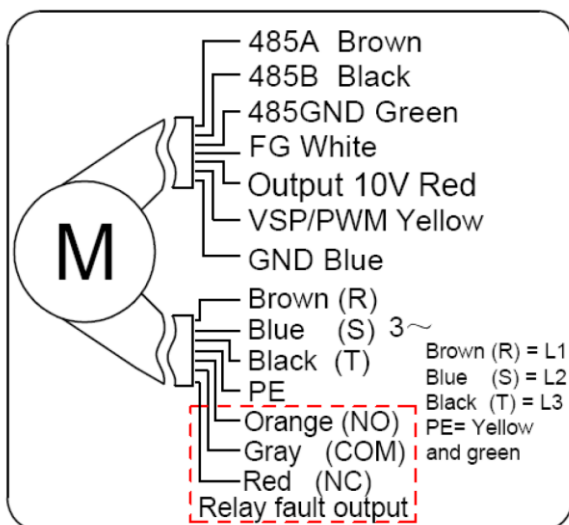 485A Brown
485B Black
485GND Green
FG White
Output 10V Red
VSP/PWM Yellow
GND Blue
M
Brown (R)
Blue (S) 3~
Black (T)
PE
Orange (NO)
Gray (COM)
Red (NC)
Relay fault output
Brown (R) = L1
Blue (S) = L2
Black (T) = L3
PE= Yellow
and green